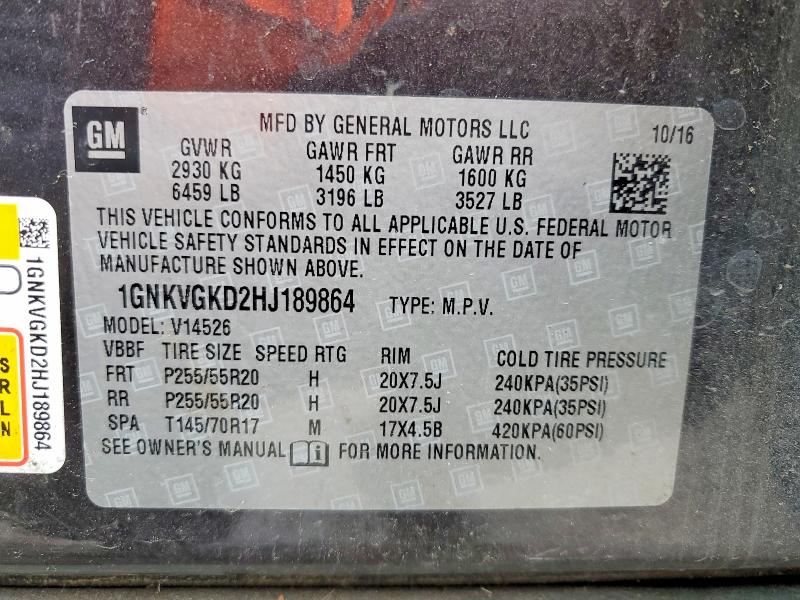 GM
MFD BY GENERAL MOTORS LLC
10/16
GVWR GAWR FRT GAWR RR
2930 KG 1450 KG 1600 KG
6459 LB 3196 LB 3527 LB
THIS VEHICLE CONFORMS TO ALL APPLICABLE U.S. FEDERAL MOTOR
VEHICLE SAFETY STANDARDS IN EFFECT ON THE DATE OF
MANUFACTURE SHOWN ABOVE.
1GNKVGKD2HJ189864 TYPE: M.P.V.
MODEL: V14526
VBBF TIRE SIZE SPEED RTG RIM COLD TIRE PRESSURE
FRT P255/55R20 H 20X7.5J 240KPA(35PSI)
RR P255/55R20 H 20X7.5J 240KPA(35PSI)
SPA T145/70R17 M 17X4.5B 420KPA(60PSI)
SEE OWNER'S MANUAL i FOR MORE INFORMATION.
1GNKVGKD2HJ189864
S
R
L
N